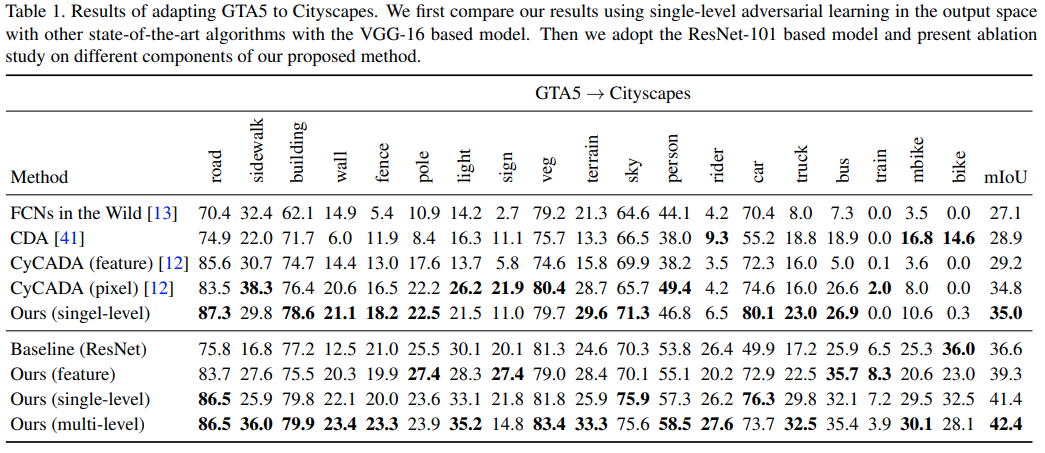 Table 1. Results of adapting GTA5 to Cityscapes. We first compare our results using single-level adversarial learning in the output space
with other state-of-the-art algorithms with the VGG-16 based model. Then we adopt the ResNet-101 based model and present ablation
study on different components of our proposed method.
GTA5 → Cityscapes
Method road sidewalk building wall fence pole light sign veg terrain sky person rider car truck bus train mbike bike mIoU
FCNs in the Wild [13] 70.4 32.4 62.1 14.9 5.4 10.9 14.2 2.7 79.2 21.3 64.6 44.1 4.2 70.4 8.0 7.3 0.0 3.5 0.0 27.1
CDA [41] 74.9 22.0 71.7 6.0 11.9 8.4 16.3 11.1 75.7 13.3 66.5 38.0 9.3 55.2 18.8 18.9 0.0 16.8 14.6 28.9
CyCADA (feature) [12] 85.6 30.7 74.7 14.4 13.0 17.6 13.7 5.8 74.6 15.8 69.9 38.2 3.5 72.3 16.0 5.0 0.1 3.6 0.0 29.2
CyCADA (pixel) [12] 83.5 38.3 76.4 20.6 16.5 22.2 26.2 21.9 80.4 28.7 65.7 49.4 4.2 74.6 16.0 26.6 2.0 8.0 0.0 34.8
Ours (singel-level) 87.3 29.8 78.6 21.1 18.2 22.5 21.5 11.0 79.7 29.6 71.3 46.8 6.5 80.1 23.0 26.9 0.0 10.6 0.3 35.0
Baseline (ResNet) 75.8 16.8 77.2 12.5 21.0 25.5 30.1 20.1 81.3 24.6 70.3 53.8 26.4 49.9 17.2 25.9 6.5 25.3 36.0 36.6
Ours (feature) 83.7 27.6 75.5 20.3 19.9 27.4 28.3 27.4 79.0 28.4 70.1 55.1 20.2 72.9 22.5 35.7 8.3 20.6 23.0 39.3
Ours (single-level) 86.5 25.9 79.8 22.1 20.0 23.6 33.1 21.8 81.8 25.9 75.9 57.3 26.2 76.3 29.8 32.1 7.2 29.5 32.5 41.4
Ours (multi-level) 86.5 36.0 79.9 23.4 23.3 23.9 35.2 14.8 83.4 33.3 75.6 58.5 27.6 73.7 32.5 35.4 3.9 30.1 28.1 42.4